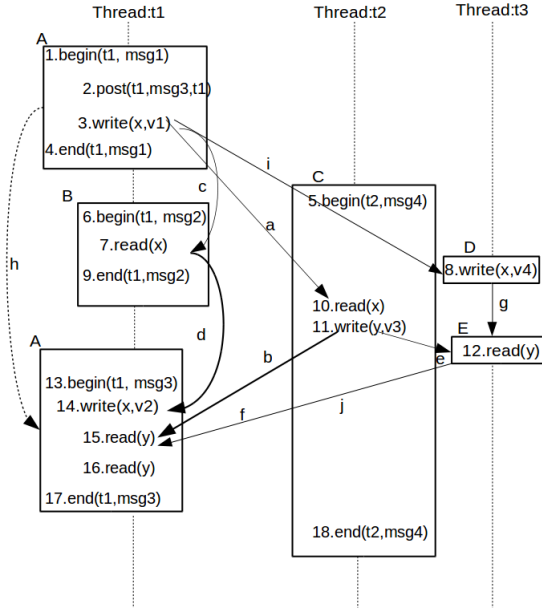 Thread:t1
Thread:t2
Thread:t3
A
1.begin(t1, msg1)
2.post(t1,msg3,t1)
3.write(x,v1)
4.end(t1,msg1)
i
C
c
B
5.begin(t2,msg4)
6.begin(t1, msg2)
a
7.read(x)
D
h
8.write(x,v4)
9.end(t1,msg2)
g
10.read(x)
E
11.write(y,v3)
d
A
b
12.read(y)
e
13.begin(t1, msg3)
14.write(x,v2)
f
j
15.read(y)
16.read(y)
17.end(t1,msg3)
18.end(t2,msg4)